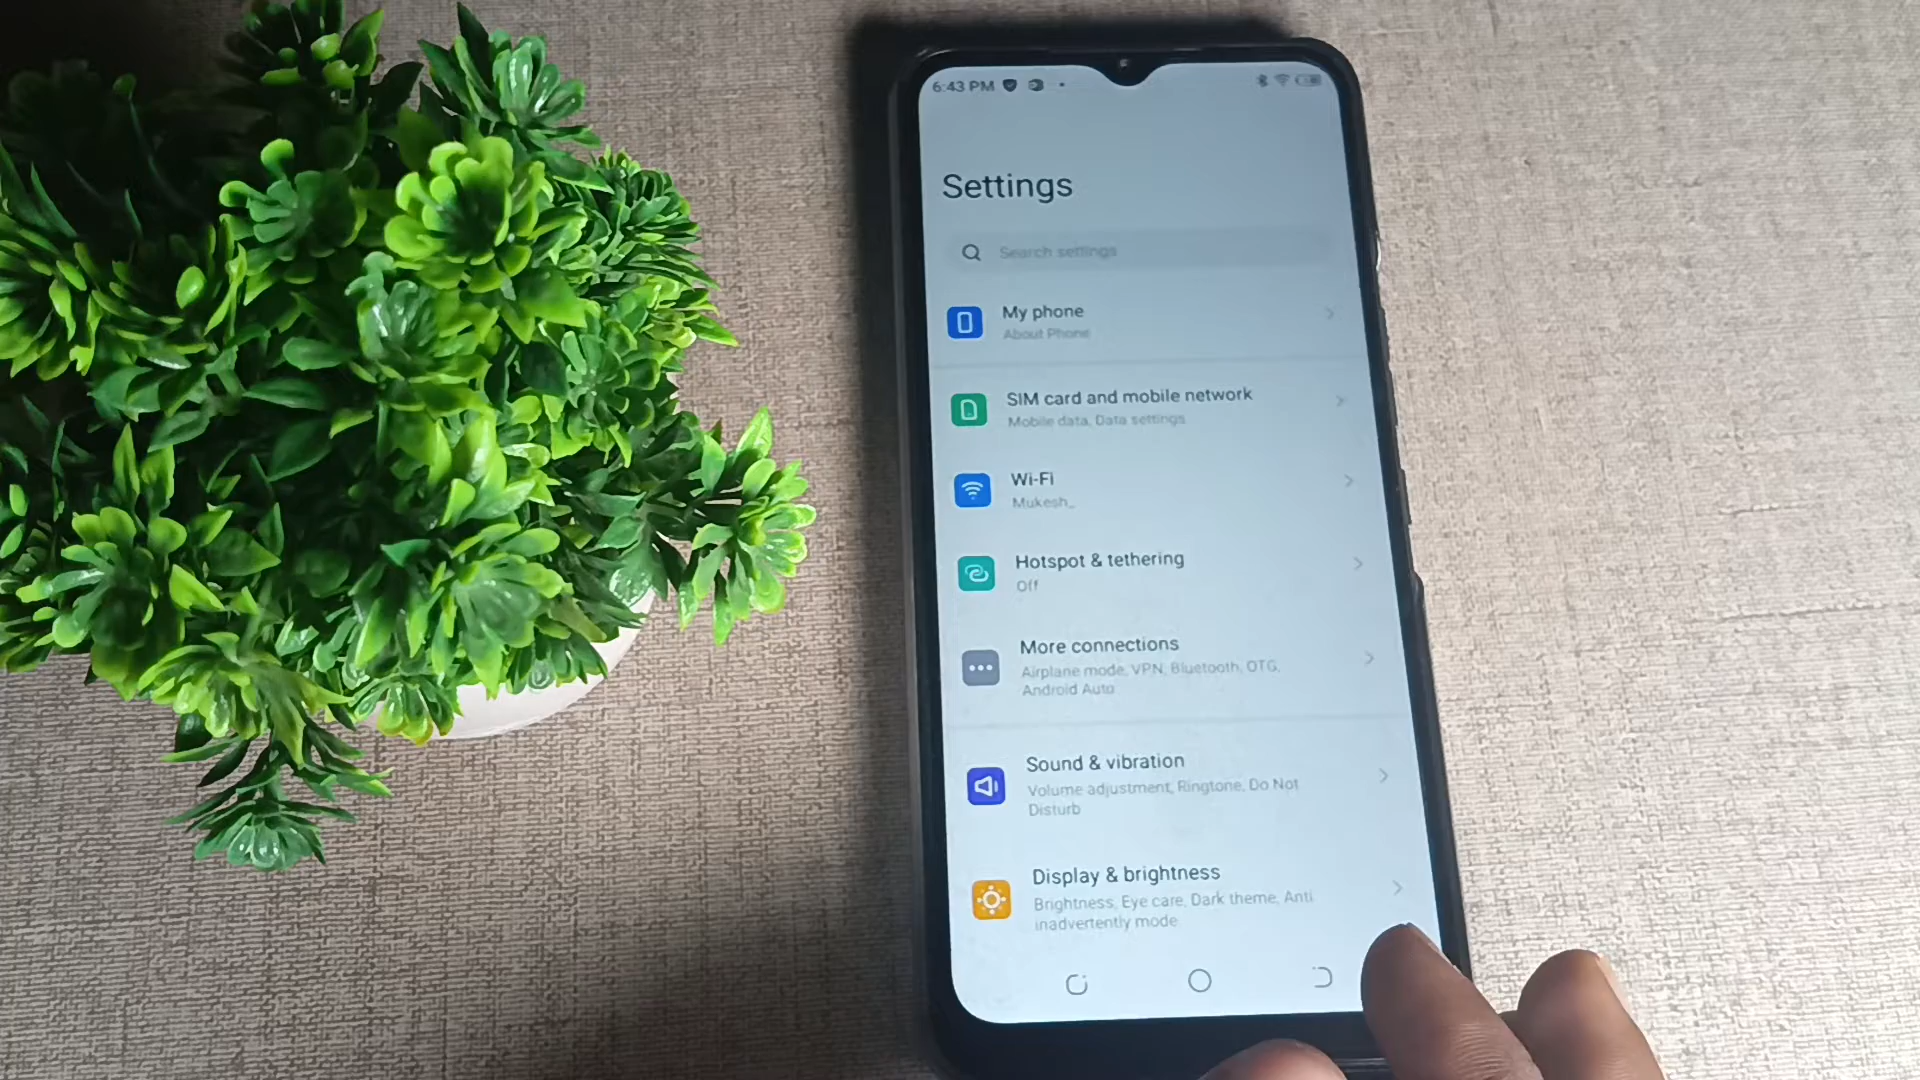 6:43 PM
Settings
Search settings
My phone
About Phone
SIM card and mobile network
Mobile data, Data settings
Wi-Fi
Mukesh_
Hotspot & tethering
Off
More connections
Airplane mode, VPN, Bluetooth, OTG,
Android Auto
Sound & vibration
Volume adjustment, Ringtone, Do Not
Disturb
Display & brightness
Brightness, Eye care, Dark theme, Anti
inadvertently mode